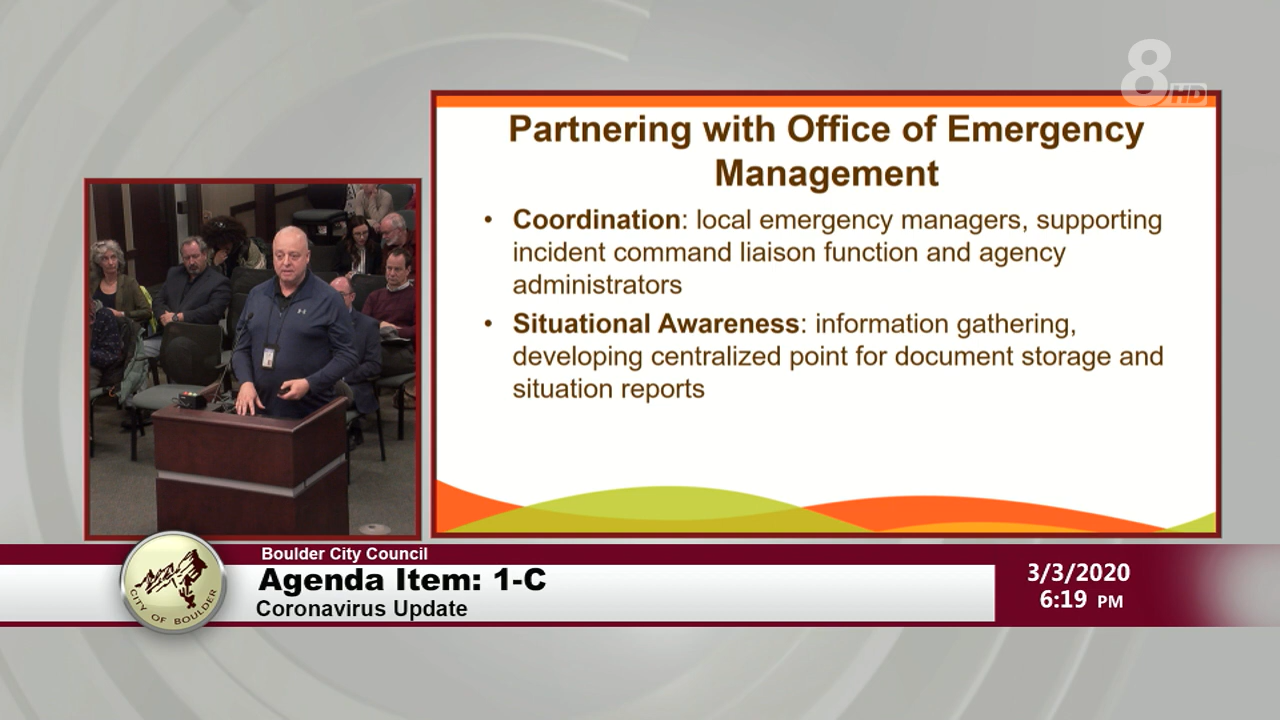 8
HD
Partnering with Office of Emergency
Management
• Coordination: local emergency managers, supporting
incident command liaison function and agency
administrators
• Situational Awareness: information gathering,
developing centralized point for document storage and
situation reports
Boulder City Council
Agenda Item: 1-C
Coronavirus Update
3/3/2020
6:19 PM
CITY OF BOULDER